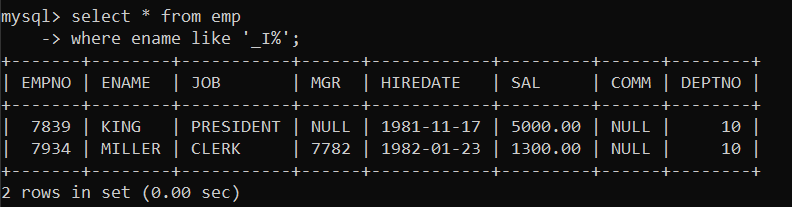 mysql> select * from emp
    -> where ename like '_I%';
+-------+--------+-----------+------+------------+---------+------+--------+
| EMPNO | ENAME  | JOB       | MGR  | HIREDATE   | SAL     | COMM | DEPTNO |
+-------+--------+-----------+------+------------+---------+------+--------+
|  7839 | KING   | PRESIDENT | NULL | 1981-11-17 | 5000.00 | NULL |     10 |
|  7934 | MILLER | CLERK     | 7782 | 1982-01-23 | 1300.00 | NULL |     10 |
+-------+--------+-----------+------+------------+---------+------+--------+
2 rows in set (0.00 sec)